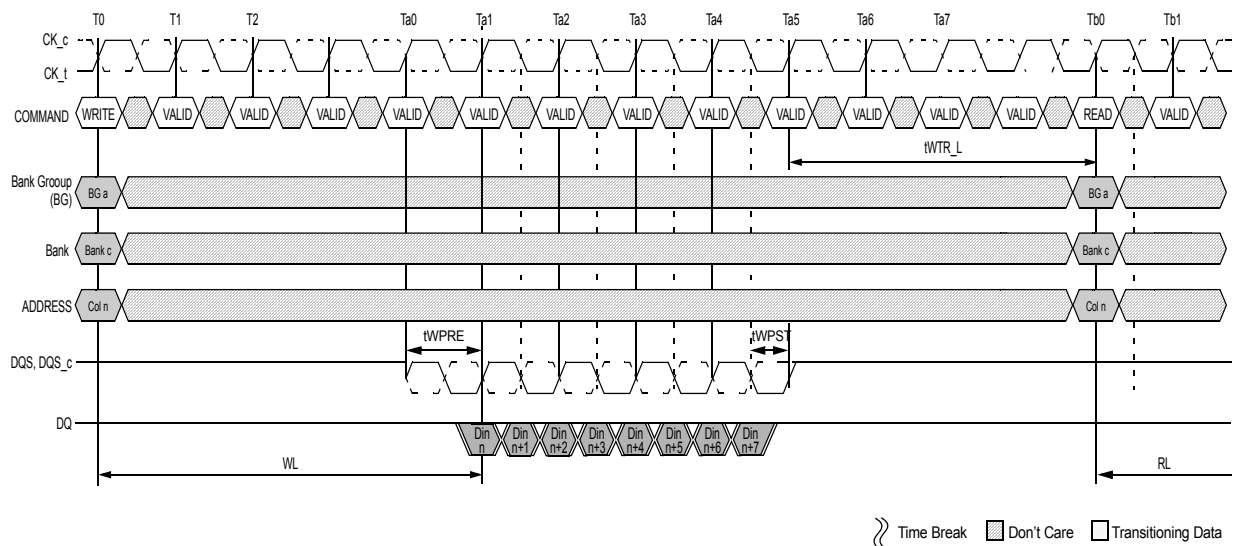 T0 T1 T2 Ta0 Ta1 Ta2 Ta3 Ta4 Ta5 Ta6 Ta7 Tb0 Tb1
CK_c
CK_t
COMMAND WRITE VALID VALID VALID VALID VALID VALID VALID VALID VALID VALID VALID VALID READ VALID
tWTR_L
Bank Grooup
(BG) BG a BG a
Bank Bank c Bank c
ADDRESS Col n Col n
tWPRE tWPST
DQS, DQS_c
DQ
Din Din Din Din Din Din Din Din
n n+1 n+2 n+3 n+4 n+5 n+6 n+7
WL RL
Time Break Don't Care Transitioning Data